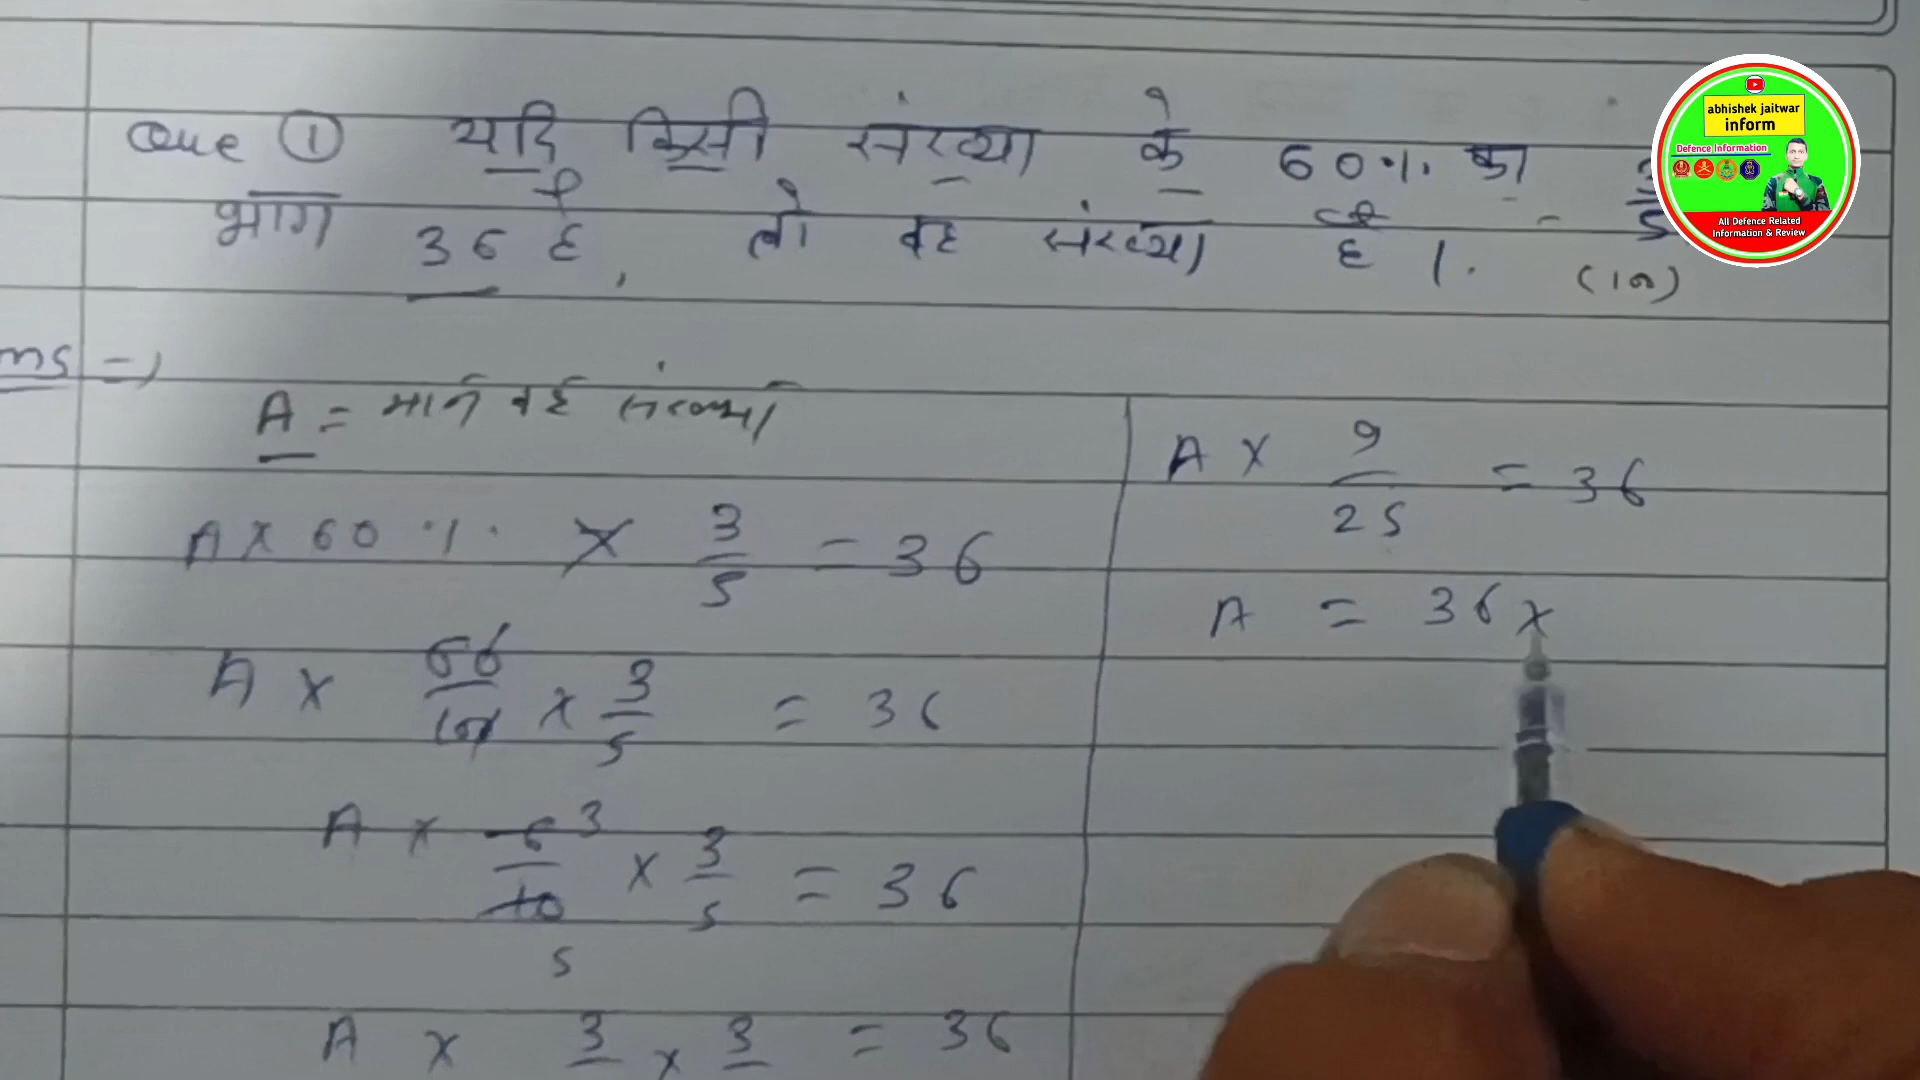 Que ① यदि किसी संख्या के 60% का 3/5
भाग 36 है, तो वह संख्या है।
(10)
Ans →
A = माना वह संख्या
A × 60% × 3/5 = 36
A × 60/100 × 3/5 = 36
A × 6 3/10 5 × 3/5 = 36
A × 3 × 3 = 36
A × 9/25 = 36
A = 36 ×
abhishek jaitwar
inform
Defence Information
All Defence Related
Information & Review